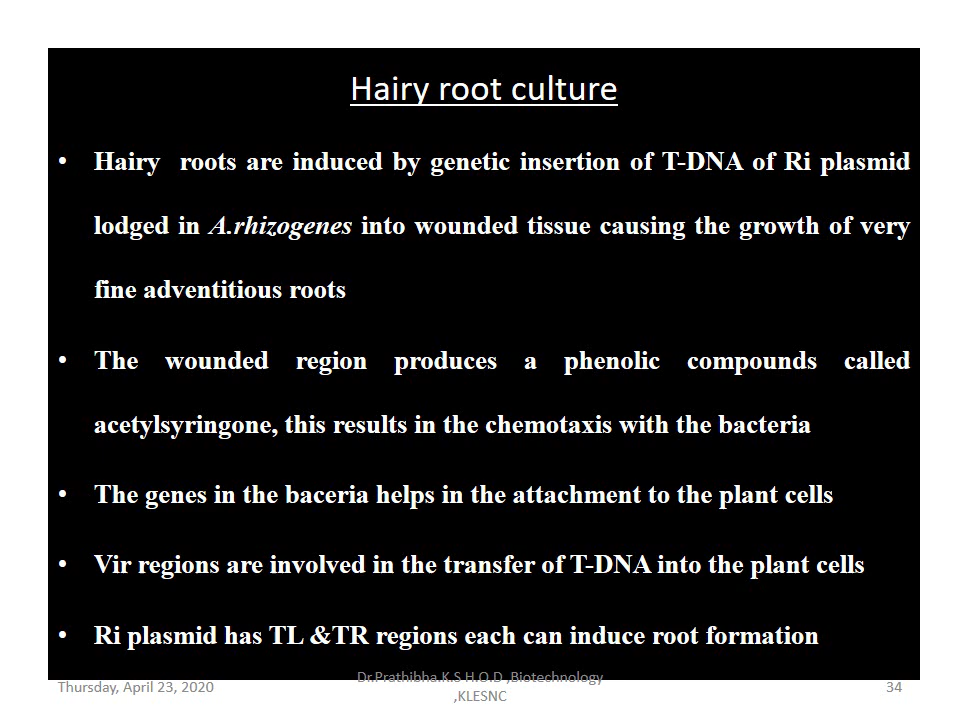 Hairy root culture
• Hairy roots are induced by genetic insertion of T-DNA of Ri plasmid
lodged in A.rhizogenes into wounded tissue causing the growth of very
fine adventitious roots
• The wounded region produces a phenolic compounds called
acetylsyringone, this results in the chemotaxis with the bacteria
• The genes in the baceria helps in the attachment to the plant cells
• Vir regions are involved in the transfer of T-DNA into the plant cells
• Ri plasmid has TL &TR regions each can induce root formation
Thursday, April 23, 2020
Dr.Prathibha.K.S H.O.D ,Biotechnology
,KLESNC
34